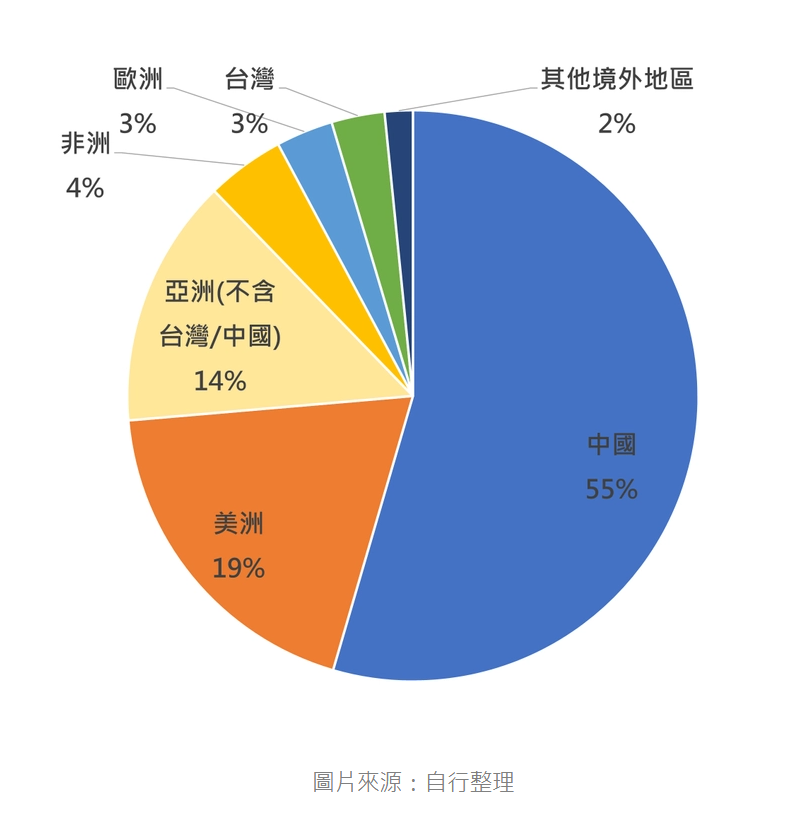 歐洲
3%
台灣
3%
其他境外地區
2%
非洲
4%
亞洲(不含
台灣/中國)
14%
中國
55%
美洲
19%
圖片來源：自行整理